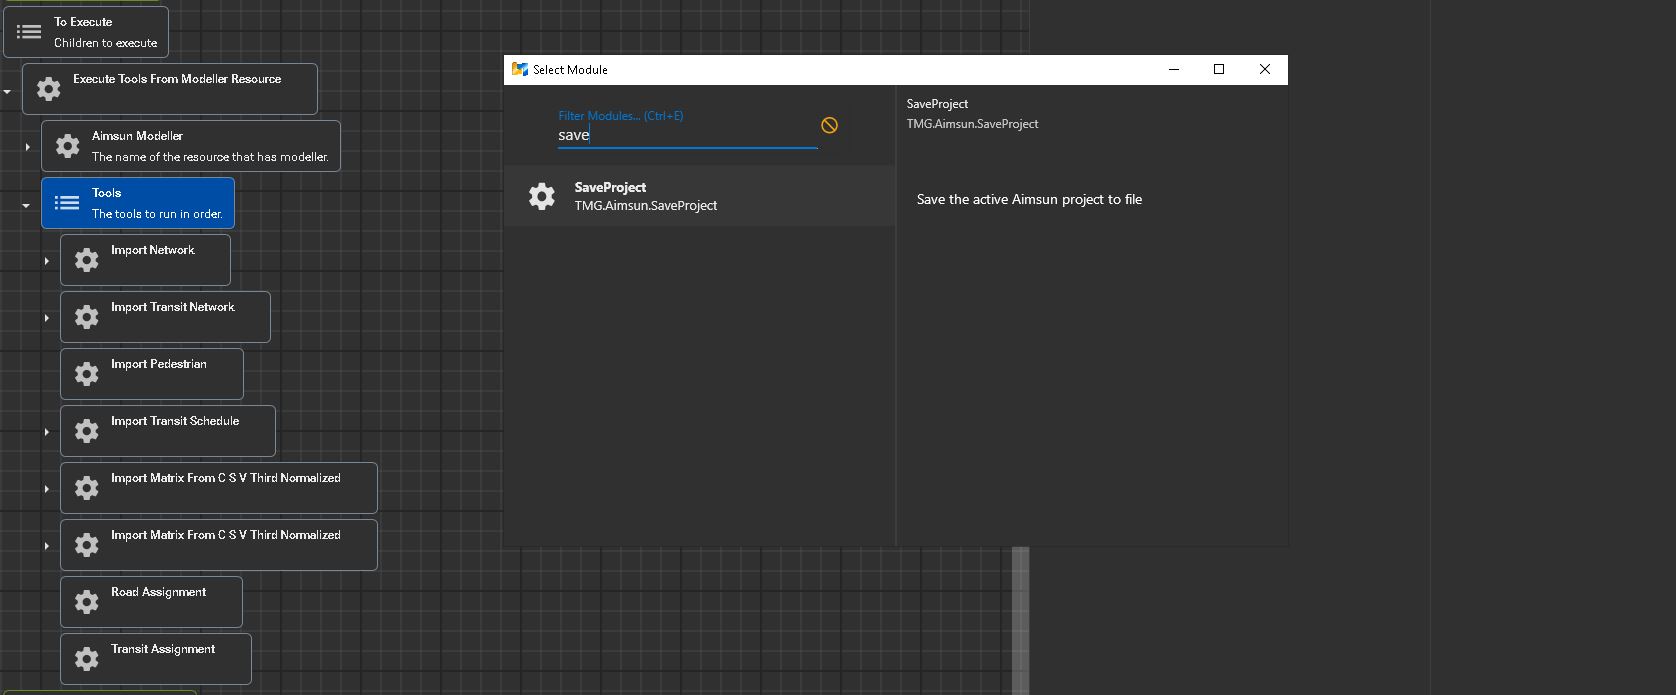 To Execute
Children to execute
Execute Tools From Modeller Resource
Aimsun Modeller
The name of the resource that has modeller.
Tools
The tools to run in order.
Import Network
Import Transit Network
Import Pedestrian
Import Transit Schedule
Import Matrix From C S V Third Normalized
Import Matrix From C S V Third Normalized
Road Assignment
Transit Assignment
Select Module
Filter Modules... (Ctrl+E)
save
SaveProject
TMG.Aimsun.SaveProject
SaveProject
TMG.Aimsun.SaveProject
Save the active Aimsun project to file